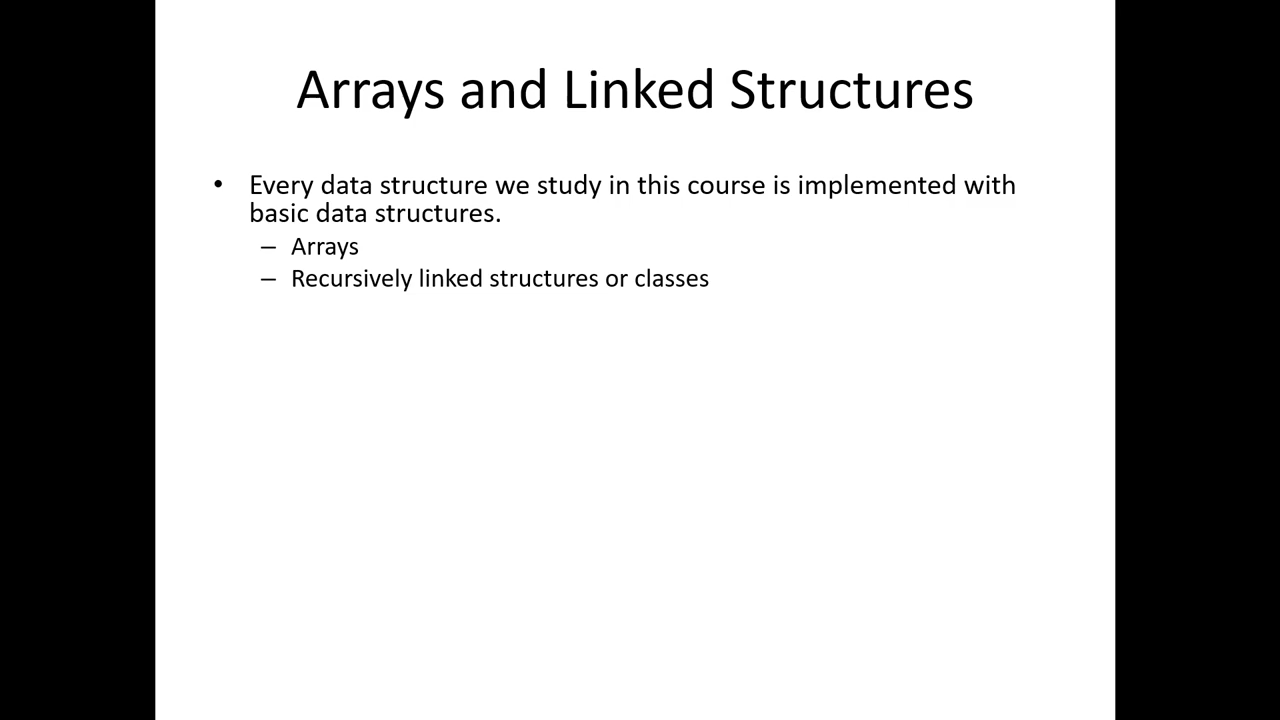 Arrays and Linked Structures
• Every data structure we study in this course is implemented with
basic data structures.
– Arrays
– Recursively linked structures or classes